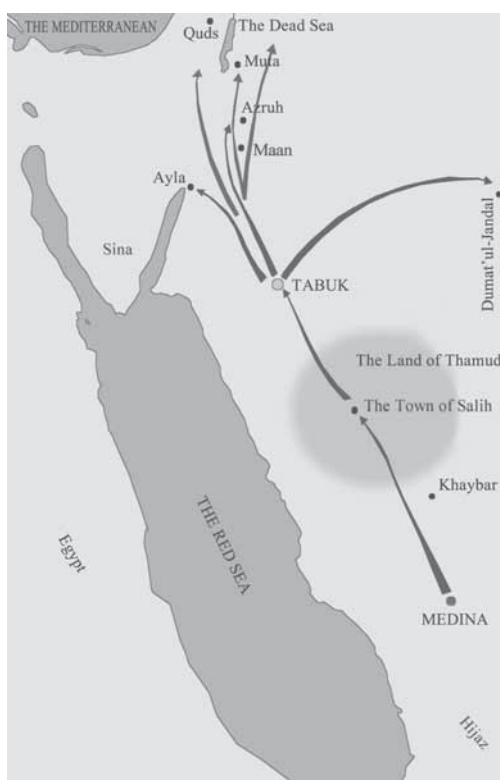 THE MEDITERRANEAN
The Dead Sea
Quds
Muta
Azruh
Maan
Ayla
Dumat'ul-Jandal
Sina
TABUK
The Land of Thamud
The Town of Salih
Khaybar
THE RED SEA
Egypt
MEDINA
Hijaz